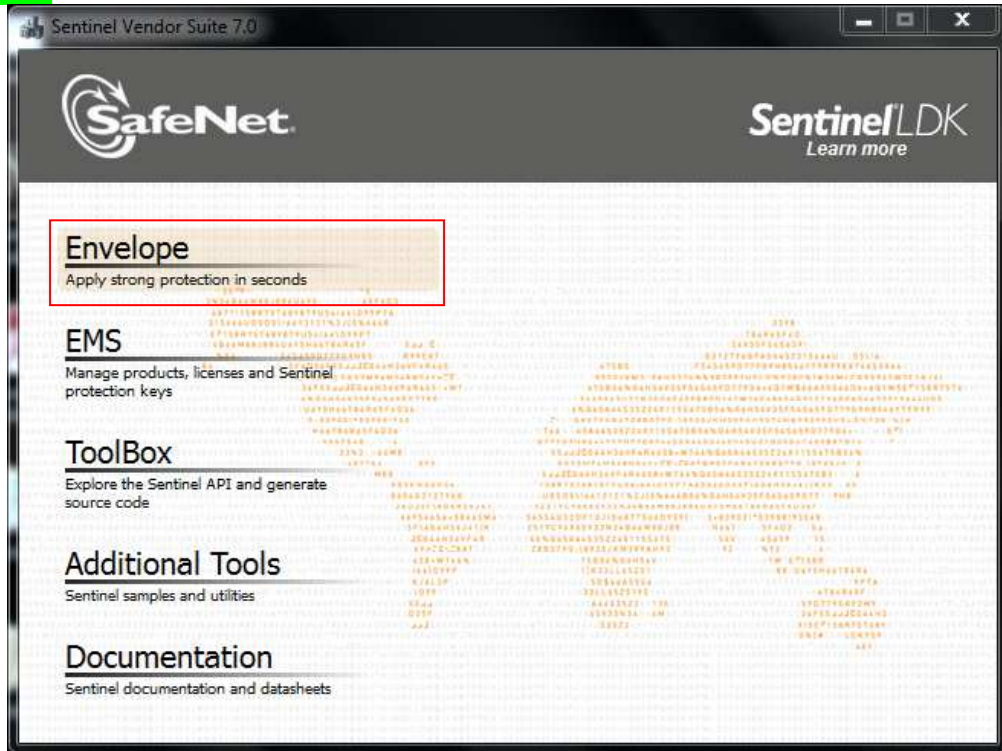 Sentinel Vendor Suite 7.0
SafeNet.
Sentinel LDK
Learn more
Envelope
Apply strong protection in seconds
EMS
Manage products, licenses and Sentinel
protection keys
ToolBox
Explore the Sentinel API and generate
source code
Additional Tools
Sentinel samples and utilities
Documentation
Sentinel documentation and datasheets